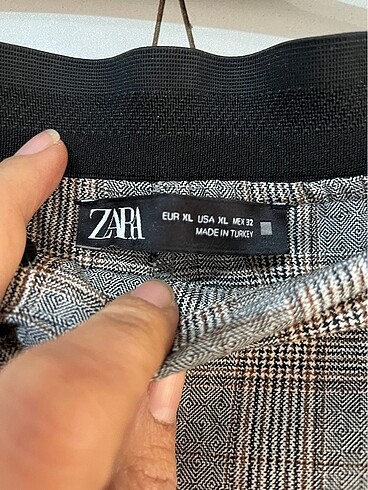 ZARA
EUR XL USA XL MEX 32
MADE IN TURKEY